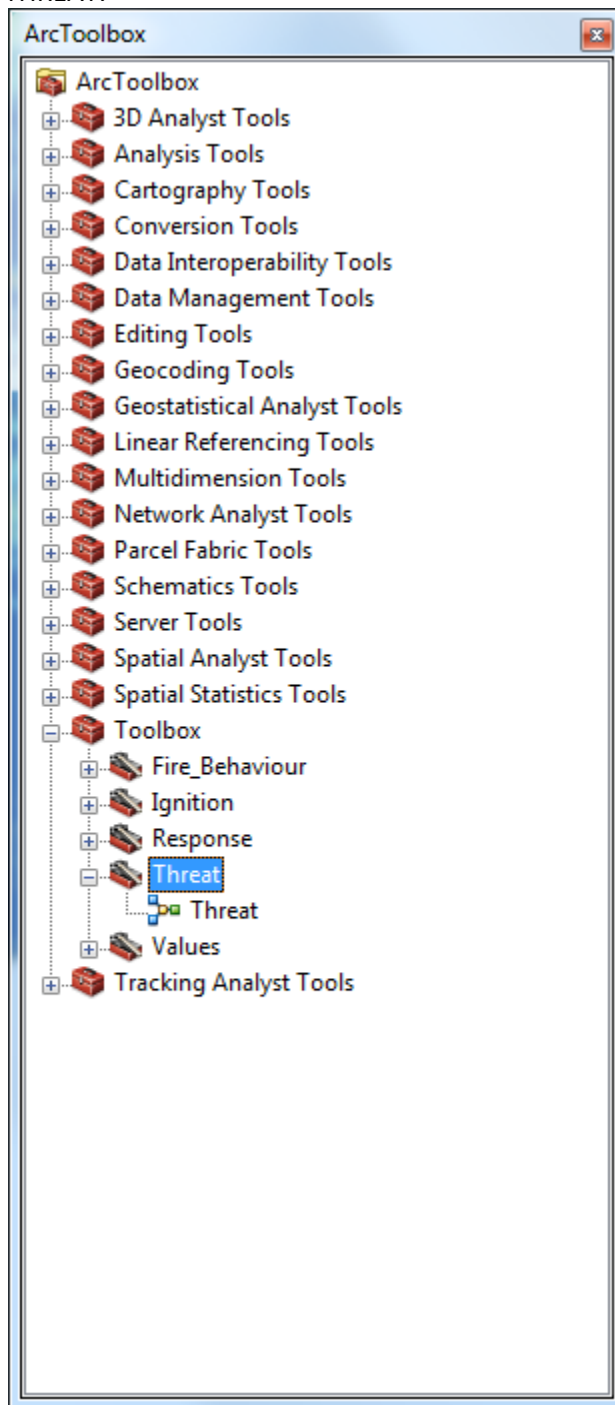 ArcToolbox
ArcToolbox
3D Analyst Tools
Analysis Tools
Cartography Tools
Conversion Tools
Data Interoperability Tools
Data Management Tools
Editing Tools
Geocoding Tools
Geostatistical Analyst Tools
Linear Referencing Tools
Multidimension Tools
Network Analyst Tools
Parcel Fabric Tools
Schematics Tools
Server Tools
Spatial Analyst Tools
Spatial Statistics Tools
Toolbox
Fire_Behaviour
Ignition
Response
Threat
Threat
Values
Tracking Analyst Tools